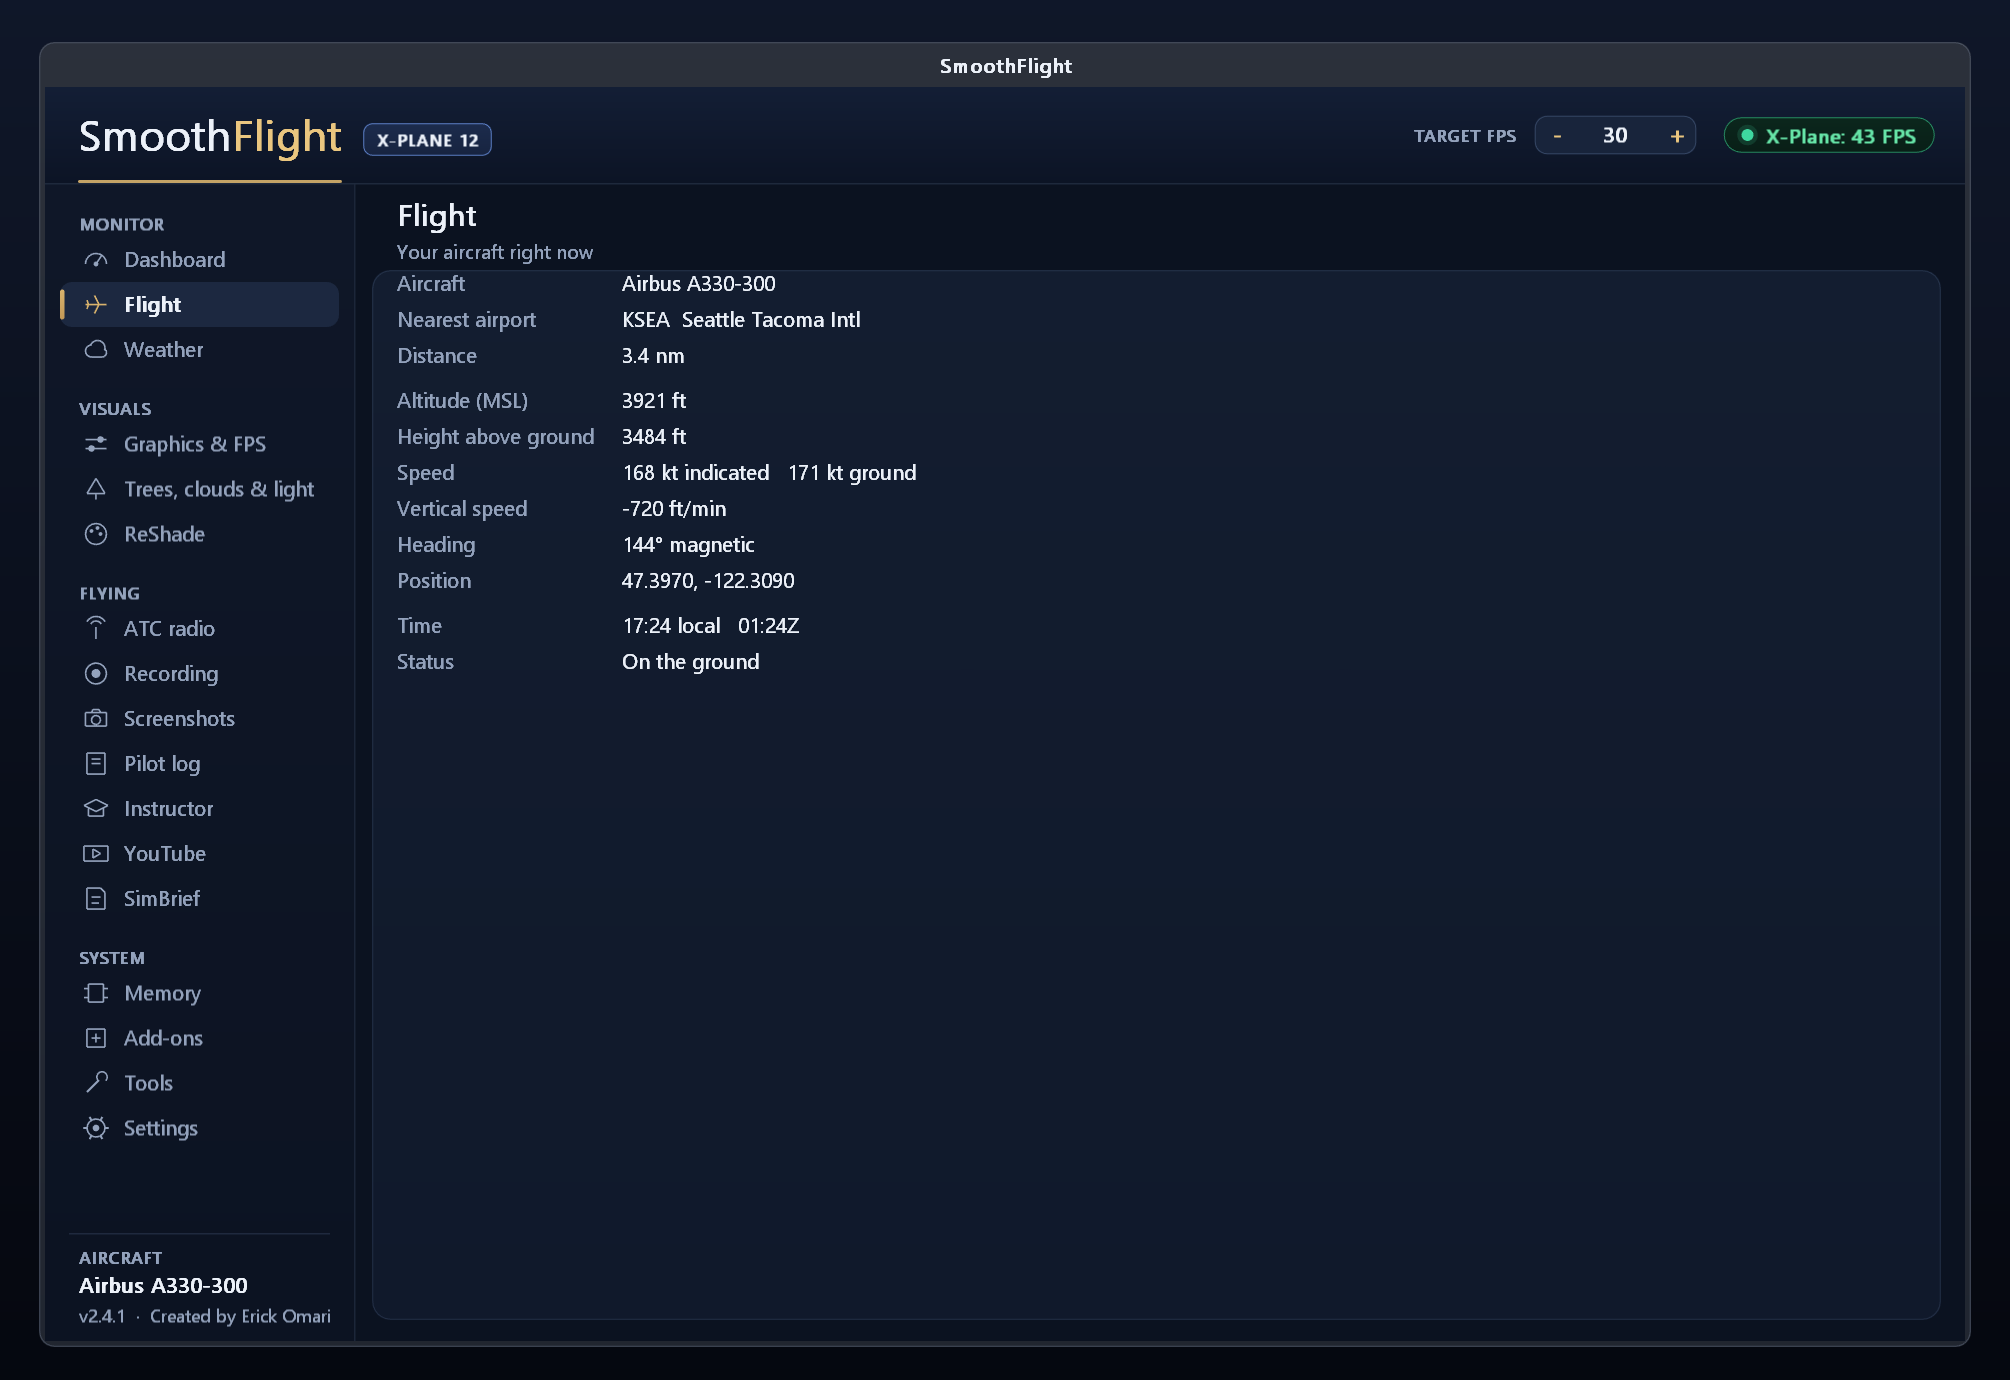 SmoothFlight
SmoothFlight X-PLANE 12 TARGET FPS - 30 + X-Plane: 43 FPS
MONITOR
Dashboard
Flight
Weather
VISUALS
Graphics & FPS
Trees, clouds & light
ReShade
FLYING
ATC radio
Recording
Screenshots
Pilot log
Instructor
YouTube
SimBrief
SYSTEM
Memory
Add-ons
Tools
Settings
AIRCRAFT
Airbus A330-300
v2.4.1 · Created by Erick Omari
Flight
Your aircraft right now
Aircraft Airbus A330-300
Nearest airport KSEA Seattle Tacoma Intl
Distance 3.4 nm
Altitude (MSL) 3921 ft
Height above ground 3484 ft
Speed 168 kt indicated 171 kt ground
Vertical speed -720 ft/min
Heading 144° magnetic
Position 47.3970, -122.3090
Time 17:24 local 01:24Z
Status On the ground